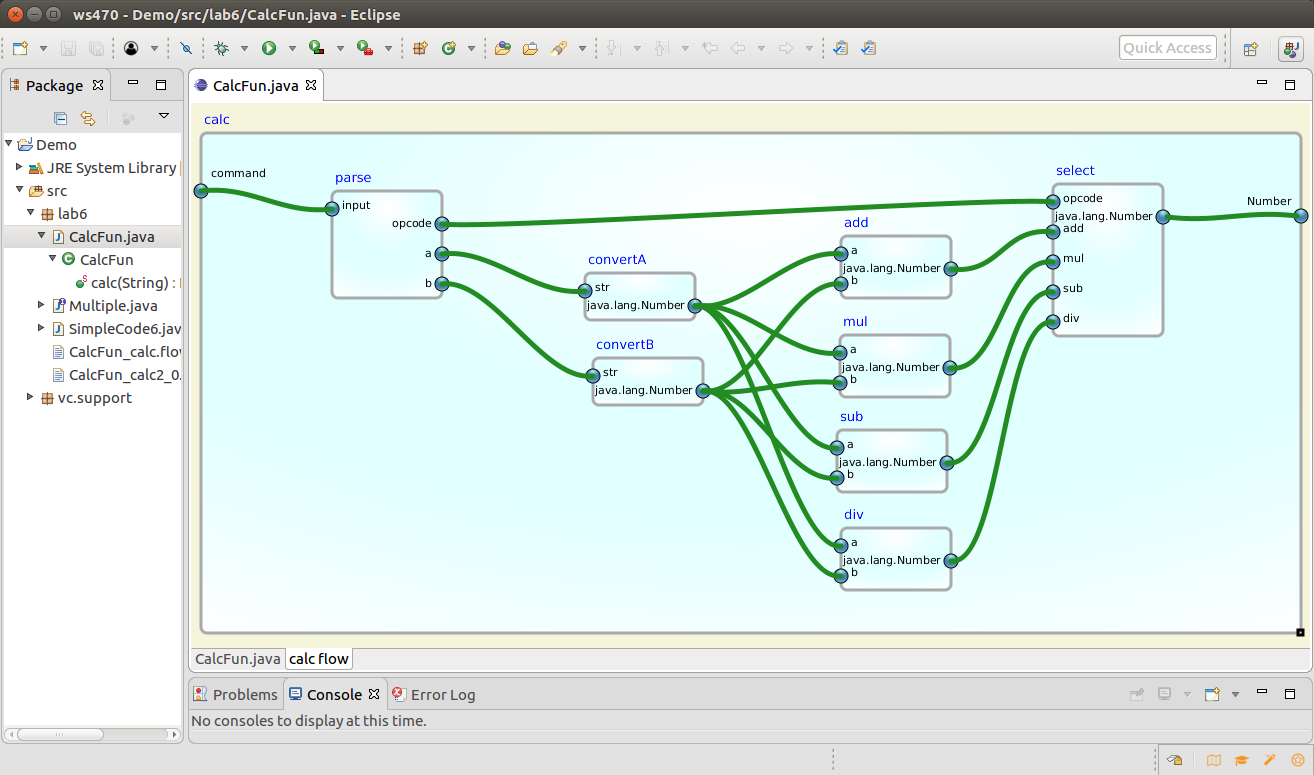 ws470 - Demo/src/lab6/CalcFun.java - Eclipse
Quick Access
Package
Demo
JRE System Library
src
lab6
CalcFun.java
CalcFun
calc(String) :
Multiple.java
SimpleCode6.jav
CalcFun_calc.flo
CalcFun_calc2_0.
vc.support
CalcFun.java
calc
command
parse
input
opcode
a
b
convertA
str
java.lang.Number
convertB
str
java.lang.Number
add
a
java.lang.Number
b
mul
a
java.lang.Number
b
sub
a
java.lang.Number
b
div
a
java.lang.Number
b
select
opcode
java.lang.Number
add
mul
sub
div
Number
CalcFun.java
calc flow
Problems
Console
Error Log
No consoles to display at this time.